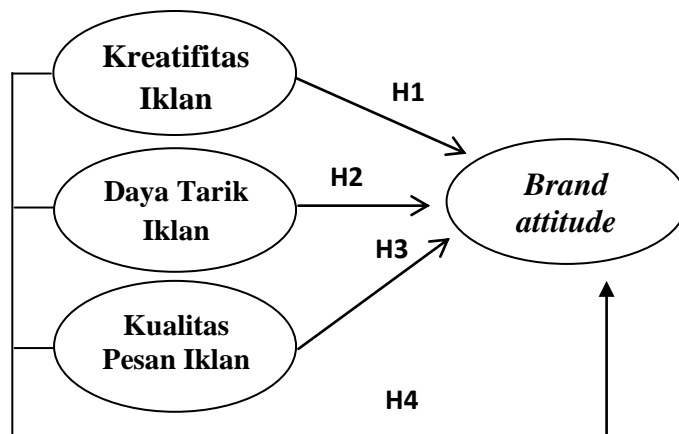 Kreatifitas
Iklan
H1
Daya Tarik
Iklan
H2
Brand
attitude
H3
Kualitas
Pesan Iklan
H4